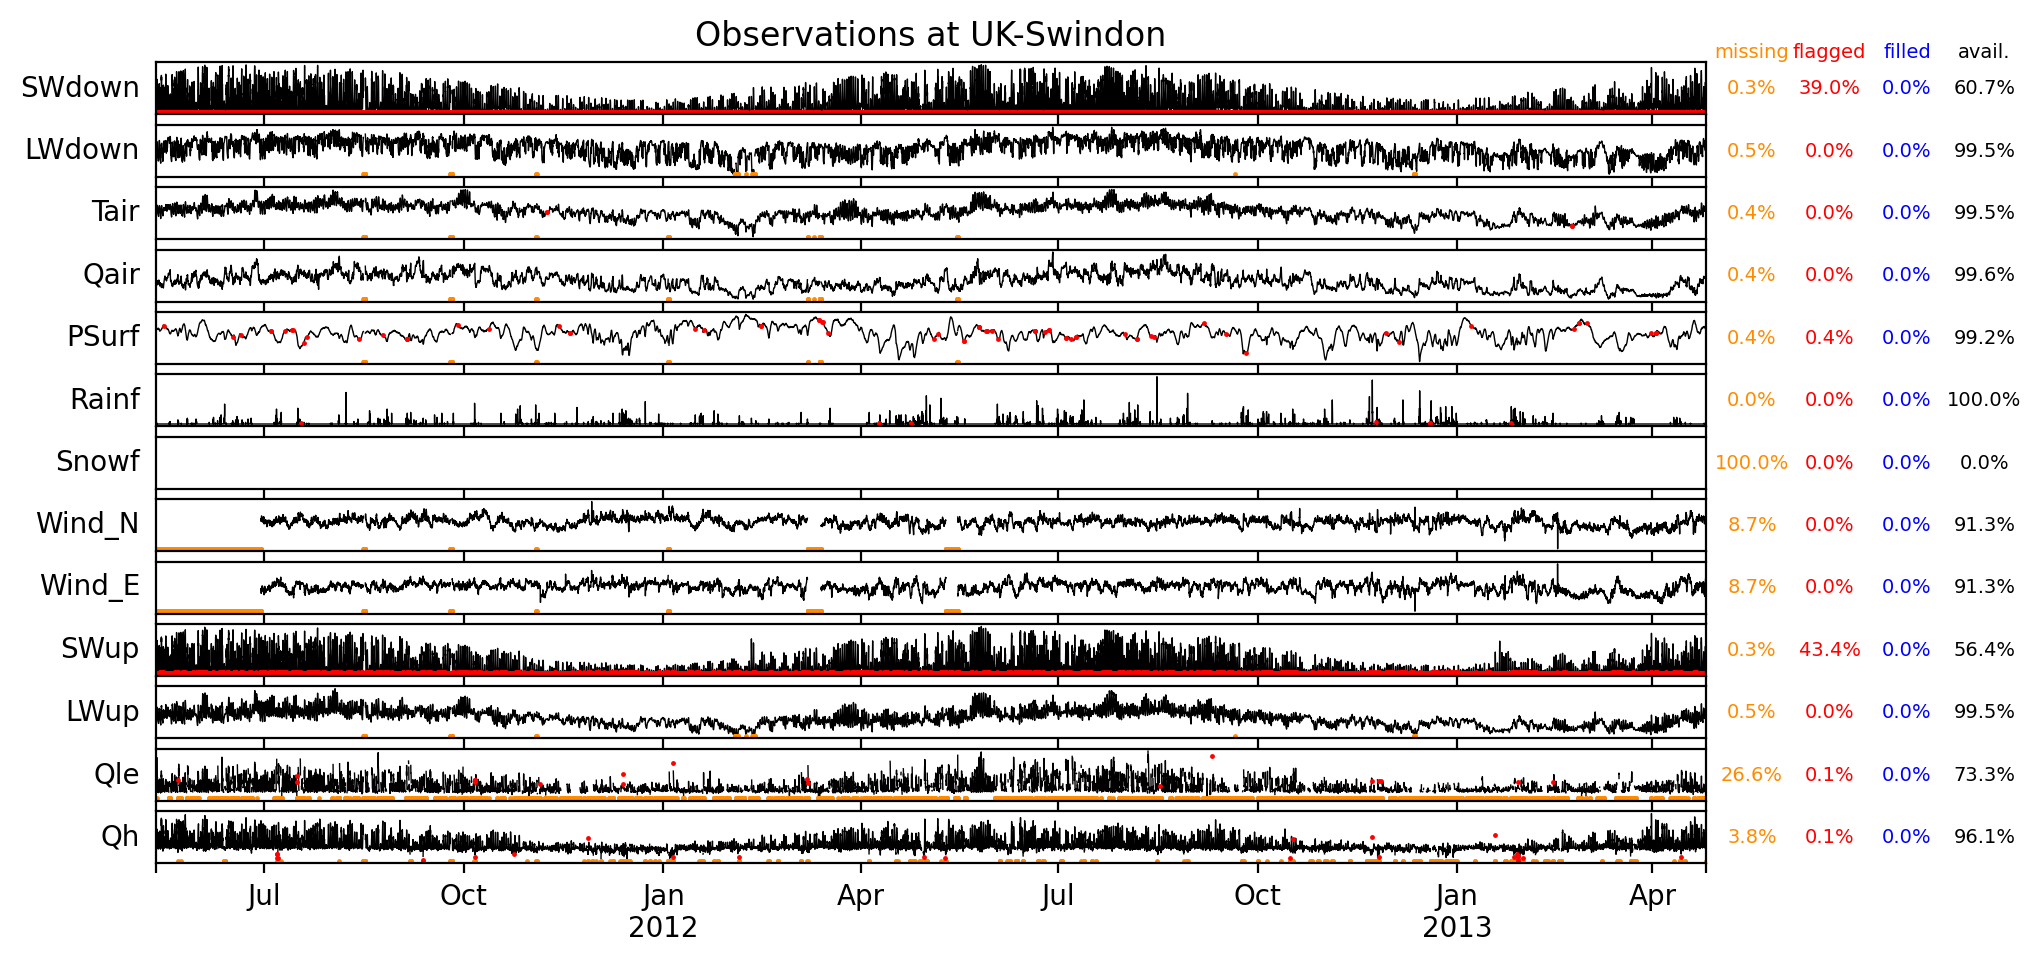 Observations at UK-Swindon
missing flagged filled avail.
SWdown 0.3% 39.0% 0.0% 60.7%
LWdown 0.5% 0.0% 0.0% 99.5%
Tair 0.4% 0.0% 0.0% 99.5%
Qair 0.4% 0.0% 0.0% 99.6%
PSurf 0.4% 0.4% 0.0% 99.2%
Rainf 0.0% 0.0% 0.0% 100.0%
Snowf 100.0% 0.0% 0.0% 0.0%
Wind_N 8.7% 0.0% 0.0% 91.3%
Wind_E 8.7% 0.0% 0.0% 91.3%
SWup 0.3% 43.4% 0.0% 56.4%
LWup 0.5% 0.0% 0.0% 99.5%
Qle 26.6% 0.1% 0.0% 73.3%
Qh 3.8% 0.1% 0.0% 96.1%
Jul Oct Jan Apr Jul Oct Jan Apr
2012 2013